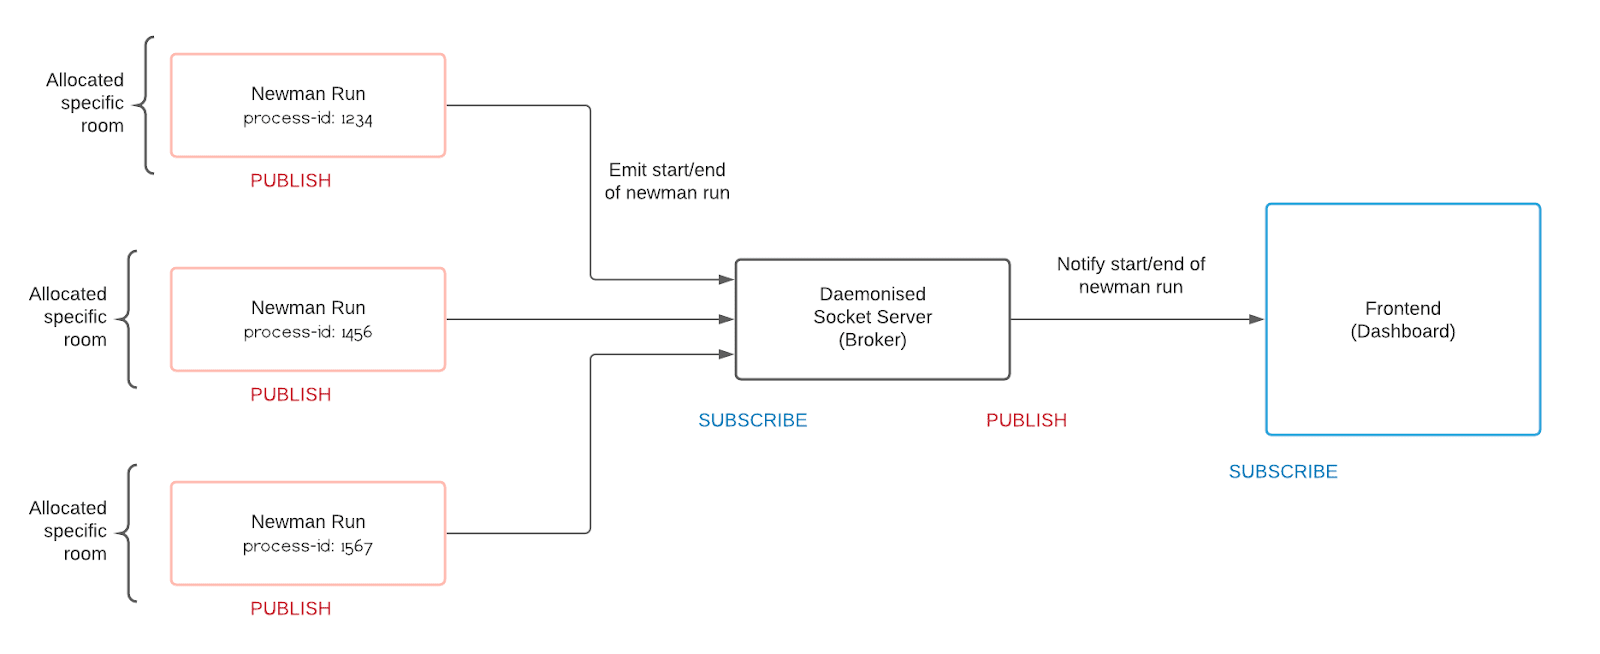 Allocated
specific
room
Newman Run
process-id: 1234
PUBLISH
Emit start/end
of newman run
Allocated
specific
room
Newman Run
process-id: 1456
PUBLISH
Daemonised
Socket Server
(Broker)
SUBSCRIBE
PUBLISH
Notify start/end of
newman run
Frontend
(Dashboard)
SUBSCRIBE
Allocated
specific
room
Newman Run
process-id: 1567
PUBLISH